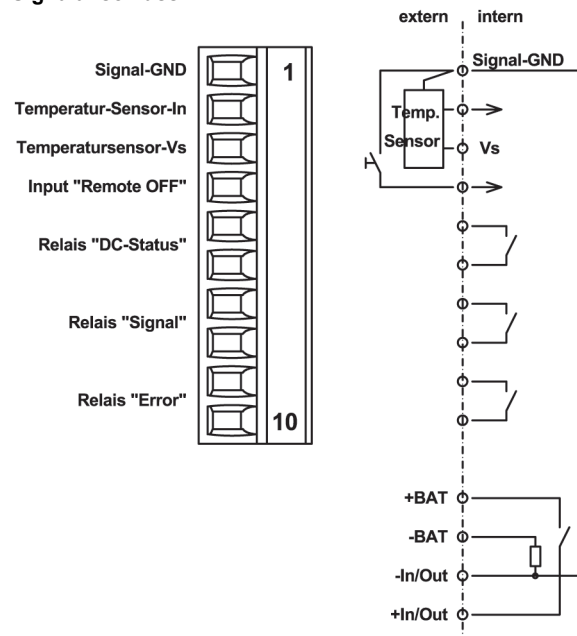 extern intern
Signal-GND
1
Temperatur-Sensor-In
Temperatursensor-Vs
Input "Remote OFF"
Relais "DC-Status"
Relais "Signal"
Relais "Error"
10
Signal-GND
Temp.
Sensor
Vs
+BAT
-BAT
-In/Out
+In/Out